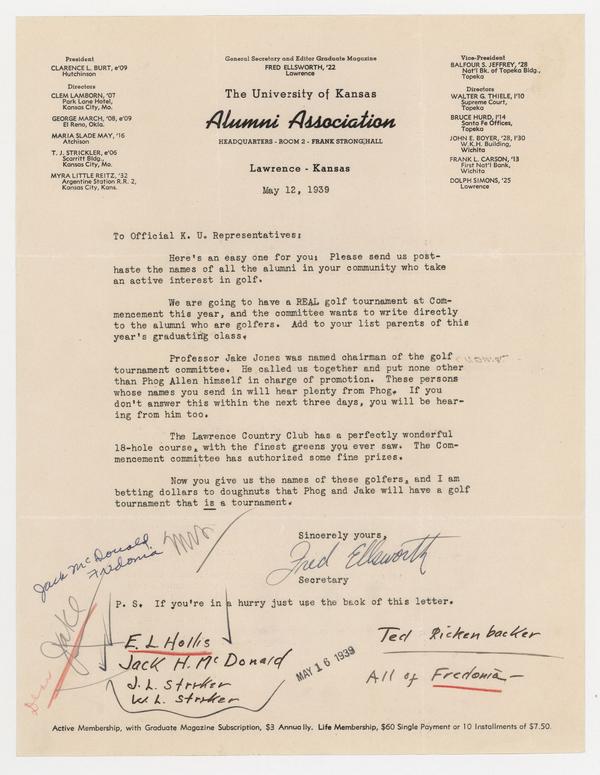 President
CLARENCE L. BURT, e'09
Hutchinson
Directors
CLEM LAMBORN, '07
Park Lane Hotel,
Kansas City, Mo.
GEORGE MARCH, '08, e'09
El Reno, Okla.
MARIA SLADE MAY, '16
Atchison
T. J. STRICKLER, e'06
Scarritt Bldg.,
Kansas City, Mo.
MYRA LITTLE REITZ, '32
Argentine Station R.R. 2,
Kansas City, Kans.
General Secretary and Editor Graduate Magazine
FRED ELLSWORTH, '22
Lawrence
The University of Kansas
Alumni Association
HEADQUARTERS - ROOM 2 - FRANK STRONG HALL
Lawrence - Kansas
Vice-President
BALFOUR S. JEFFREY, '28
Nat'l Bk. of Topeka Bldg.,
Topeka
Directors
WALTER G. THIELE, l'10
Supreme Court,
Topeka
BRUCE HURD, l'14
Santa Fe Offices,
Topeka
JOHN E. BOYER, '28, l'30
W.K.H. Building,
Wichita
FRANK L. CARSON, '13
First Nat'l Bank,
Wichita
DOLPH SIMONS, '25
Lawrence
May 12, 1939
To Official K. U. Representatives:
Here's an easy one for you: Please send us post-
haste the names of all the alumni in your community who take
an active interest in golf.
We are going to have a REAL golf tournament at Com-
mencement this year, and the committee wants to write directly
to the alumni who are golfers. Add to your list parents of this
year's graduating class.
Professor Jake Jones was named chairman of the golf
tournament committee. He called us together and put none other
than Phog Allen himself in charge of promotion. These persons
whose names you send in will hear plenty from Phog. If you
don't answer this within the next three days, you will be hear-
ing from him too.
The Lawrence Country Club has a perfectly wonderful
18-hole course, with the finest greens you ever saw. The Com-
mencement committee has authorized some fine prizes.
Now you give us the names of these golfers, and I am
betting dollars to doughnuts that Phog and Jake will have a golf
tournament that is a tournament.
Sincerely yours,
Fred Ellsworth
Secretary
Jack McDonald
Fredonia
P. S. If you're in a hurry just use the back of this letter.
Jake
E. L Hollis
Jack H. McDonald
J. L. Stryker
W. L. Stryker
MAY 16 1939
Ted Rickenbacker
All of Fredonia -
Active Membership, with Graduate Magazine Subscription, $3 Annually. Life Membership, $60 Single Payment or 10 Installments of $7.50.